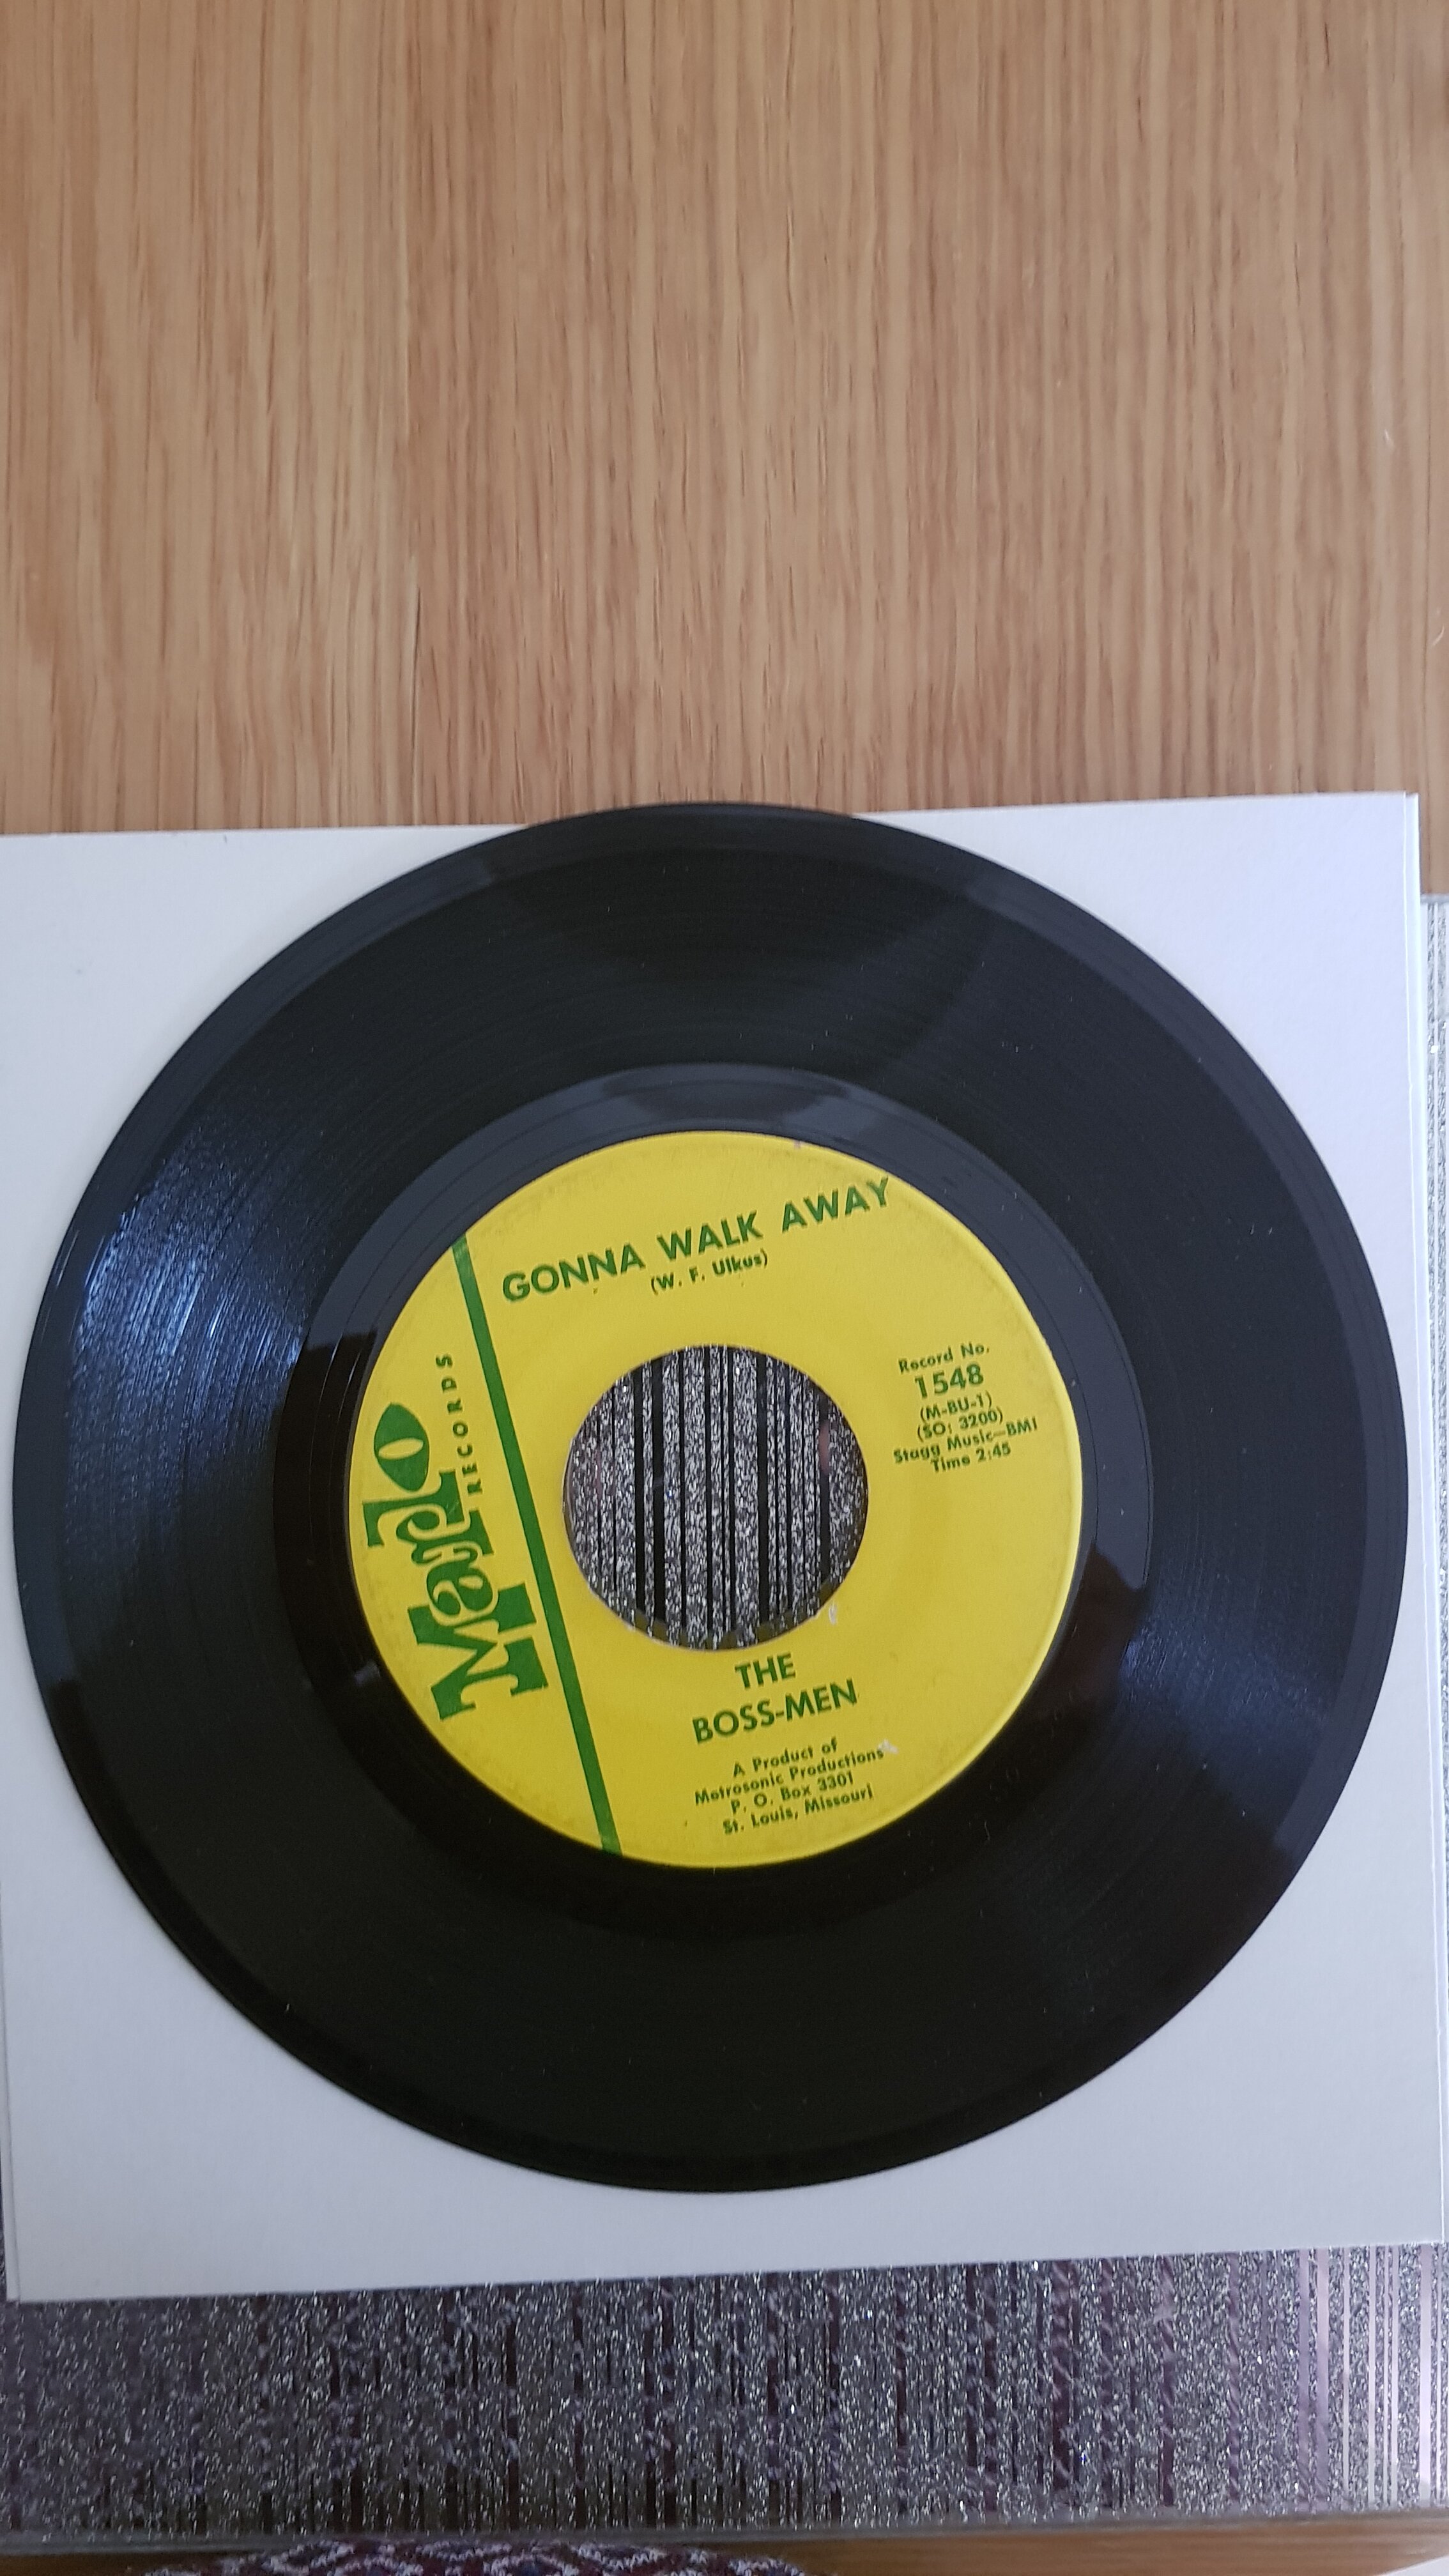 GONNA WALK AWAY
(W. F. Ulkus)
Marlo
RECORDS
Record No.
1548
(M-BU-1)
(SO: 3200)
Stagg Music—BMI
Time 2:45
THE
BOSS-MEN
A Product of
Metrosonic Productions
P. O. Box 3301
St. Louis, Missouri